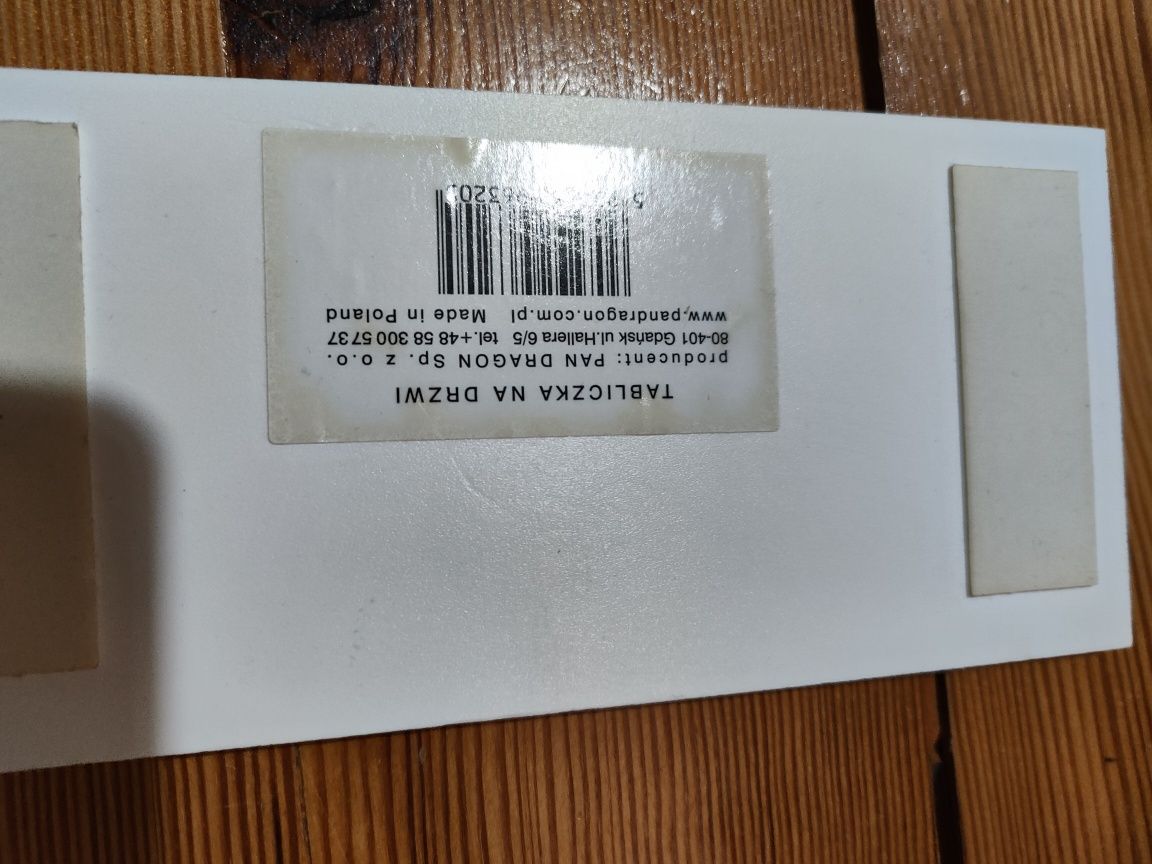 TABLICZKA NA DRZWI
producent: PAN DRAGON Sp. z o.o.
80-401 Gdańsk ul.Hallera 6/5 tel.+48 58 300 57 37
www.pandragon.com.pl Made in Poland
5